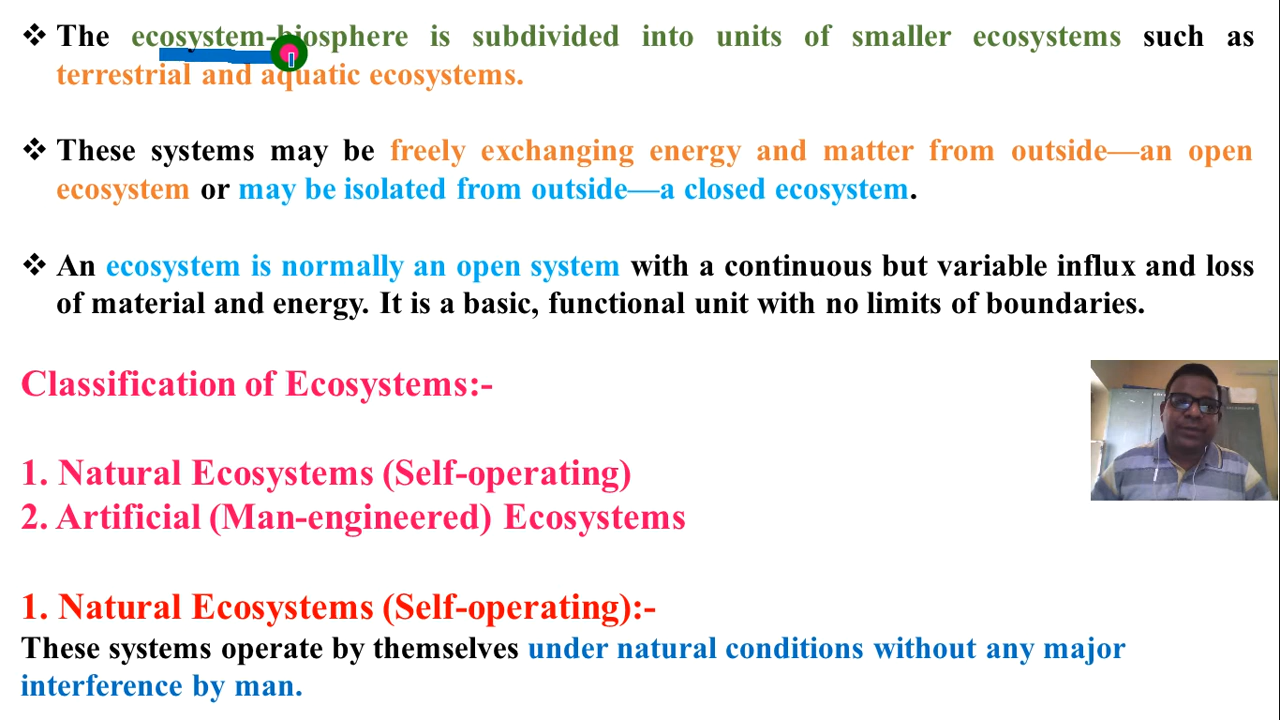 ❖ The ecosystem-biosphere is subdivided into units of smaller ecosystems such as
terrestrial and aquatic ecosystems.
❖ These systems may be freely exchanging energy and matter from outside—an open
ecosystem or may be isolated from outside—a closed ecosystem.
❖ An ecosystem is normally an open system with a continuous but variable influx and loss
of material and energy. It is a basic, functional unit with no limits of boundaries.
Classification of Ecosystems:-
1. Natural Ecosystems (Self-operating)
2. Artificial (Man-engineered) Ecosystems
1. Natural Ecosystems (Self-operating):-
These systems operate by themselves under natural conditions without any major
interference by man.